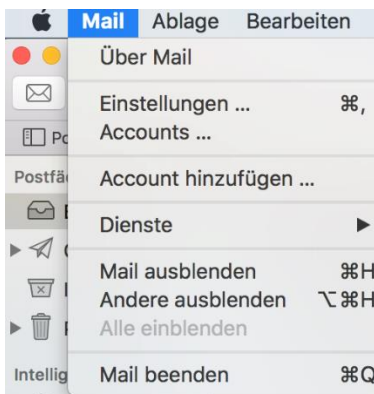 Mail Ablage Bearbeiten
Über Mail
Einstellungen ... ⌘,
Accounts ...
Account hinzufügen ...
Dienste
Mail ausblenden ⌘H
Andere ausblenden ⌥⌘H
Alle einblenden
Mail beenden ⌘Q
Po
Postfä
Intellig